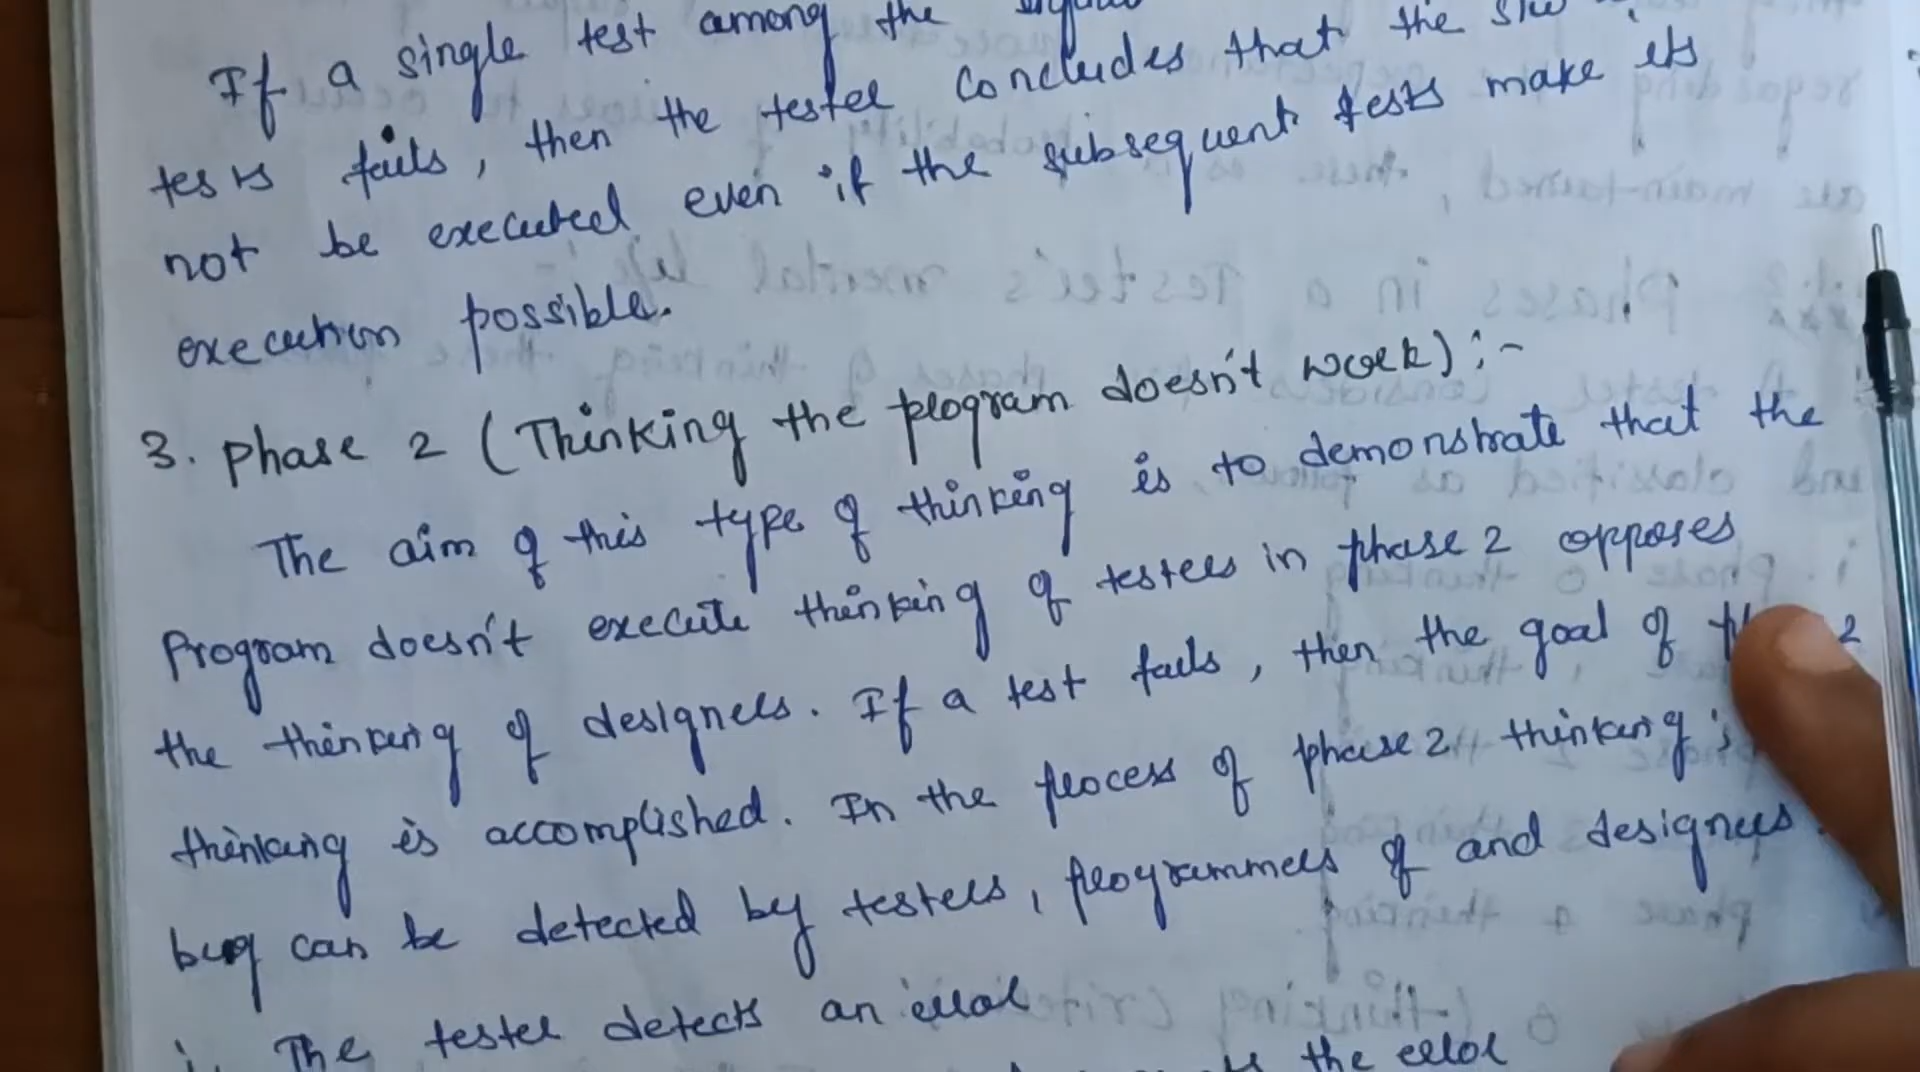 If a single test among the
tests fails, then the tester concludes that the
not be executed even if the subsequent tests make its
execution possible.
3. phase 2 (Thinking the program doesn't work) :-
The aim of this type of thinking is to demonstrate that the
Program doesn't execute thinking of testers in phase 2 opposes
the thinking of designers. If a test fails, then the goal of 2
thinking is accomplished. In the process of phase 2 thinking,
bug can be detected by testers, programmers of and designers
i. The tester detects an error
the error